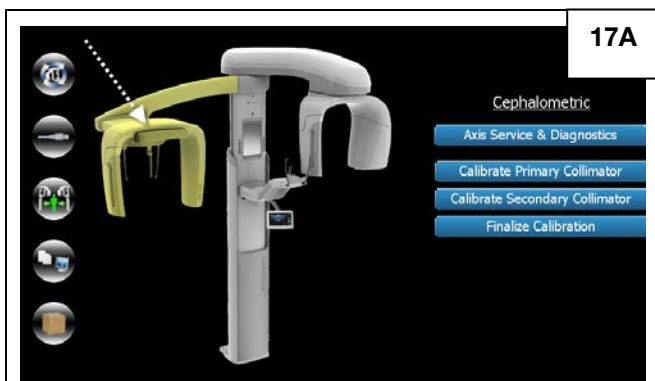 17A
Cephalometric
Axis Service & Diagnostics
Calibrate Primary Collimator
Calibrate Secondary Collimator
Finalize Calibration